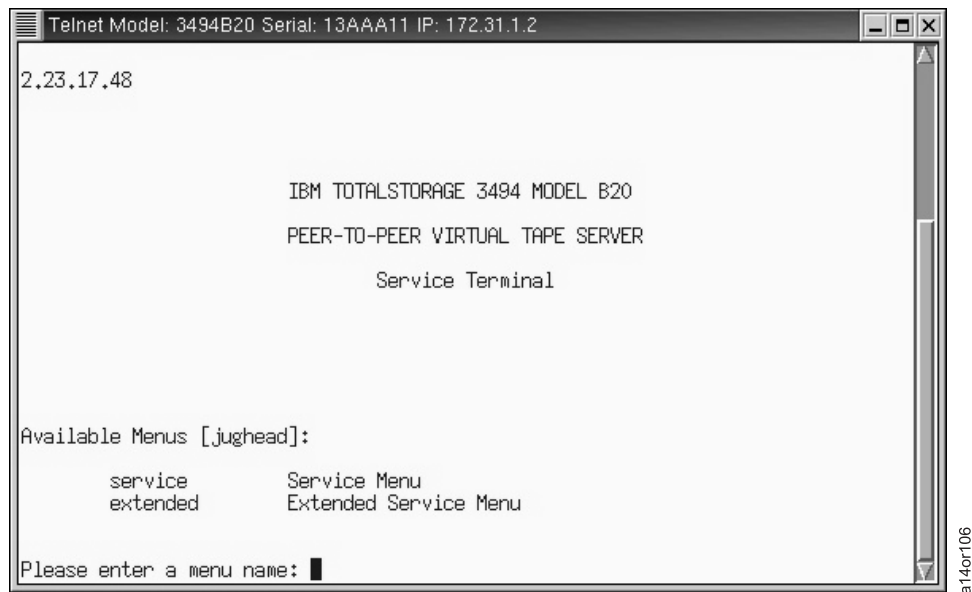 Telnet Model: 3494B20 Serial: 13AAA11 IP: 172.31.1.2
2.23.17.48
IBM TOTALSTORAGE 3494 MODEL B20
PEER-TO-PEER VIRTUAL TAPE SERVER
Service Terminal
Available Menus [jughead]:
service Service Menu
extended Extended Service Menu
Please enter a menu name:
a14or106